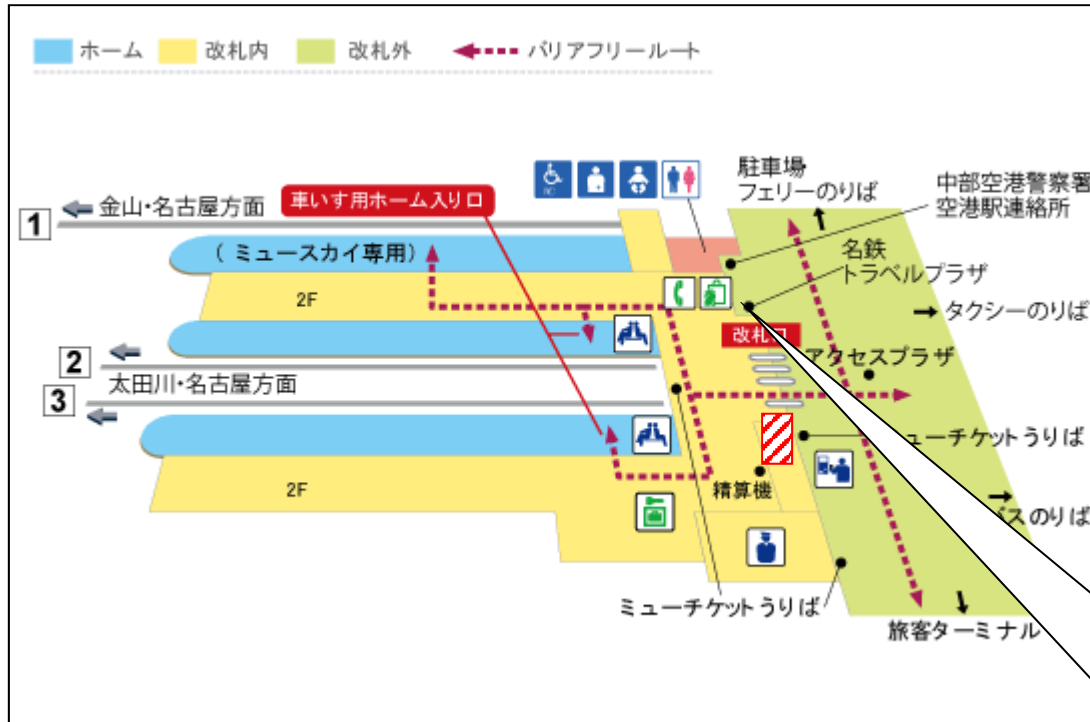 ホーム 改札内 改札外 バリアフリールート
駐車場
フェリーのりば
中部空港警察署
空港駅連絡所
1 金山・名古屋方面
車いす用ホーム入り口
(ミュースカイ専用)
名鉄
トラベルプラザ
2F
タクシーのりば
改札口
アクセスプラザ
2
太田川・名古屋方面
3
ミューチケットうりば
精算機
2F
バスのりば
ミューチケットうりば
旅客ターミナル